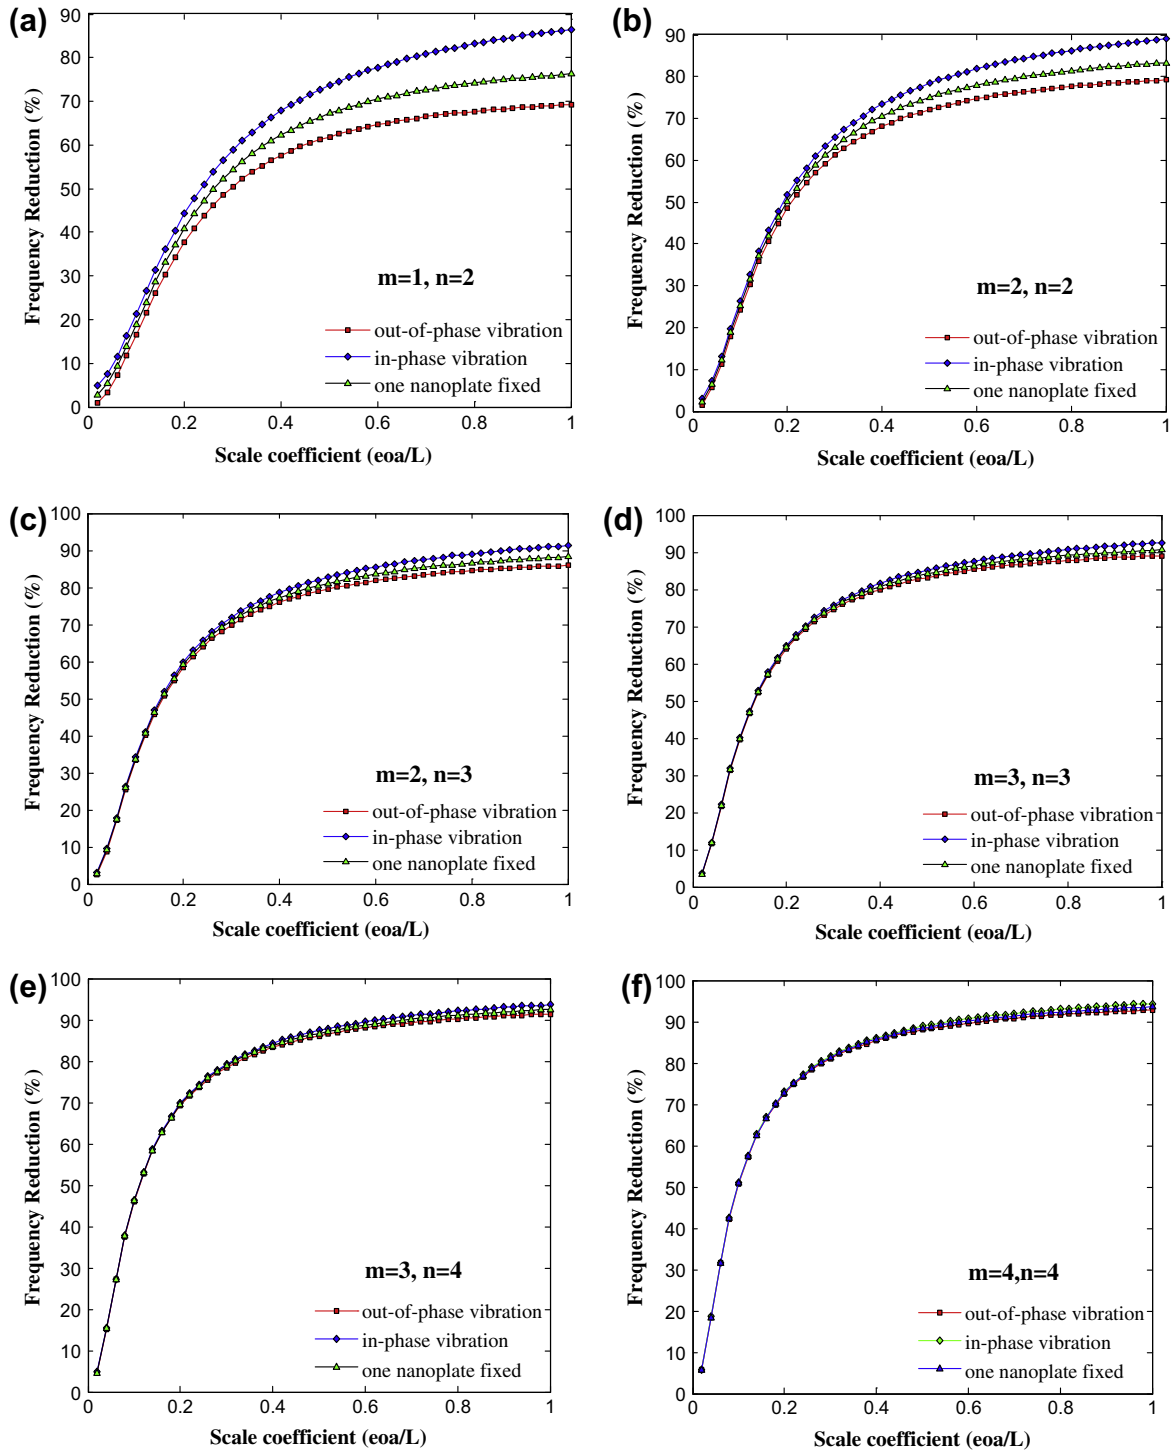 (a)
90
80
70
60
50
40
30
20
10
0
Frequency Reduction (%)
m=1, n=2
out-of-phase vibration
in-phase vibration
one nanoplate fixed
0 0.2 0.4 0.6 0.8 1
Scale coefficient (eoa/L)
(b)
90
80
70
60
50
40
30
20
10
0
Frequency Reduction (%)
m=2, n=2
out-of-phase vibration
in-phase vibration
one nanoplate fixed
0 0.2 0.4 0.6 0.8 1
Scale coefficient (eoa/L)
(c)
100
90
80
70
60
50
40
30
20
10
0
Frequency Reduction (%)
m=2, n=3
out-of-phase vibration
in-phase vibration
one nanoplate fixed
0 0.2 0.4 0.6 0.8 1
Scale coefficient (eoa/L)
(d)
100
90
80
70
60
50
40
30
20
10
0
Frequency Reduction (%)
m=3, n=3
out-of-phase vibration
in-phase vibration
one nanoplate fixed
0 0.2 0.4 0.6 0.8 1
Scale coefficient (eoa/L)
(e)
100
90
80
70
60
50
40
30
20
10
0
Frequency Reduction (%)
m=3, n=4
out-of-phase vibration
in-phase vibration
one nanoplate fixed
0 0.2 0.4 0.6 0.8 1
Scale coefficient (eoa/L)
(f)
100
90
80
70
60
50
40
30
20
10
0
Frequency Reduction (%)
m=4,n=4
out-of-phase vibration
in-phase vibration
one nanoplate fixed
0 0.2 0.4 0.6 0.8 1
Scale coefficient (eoa/L)